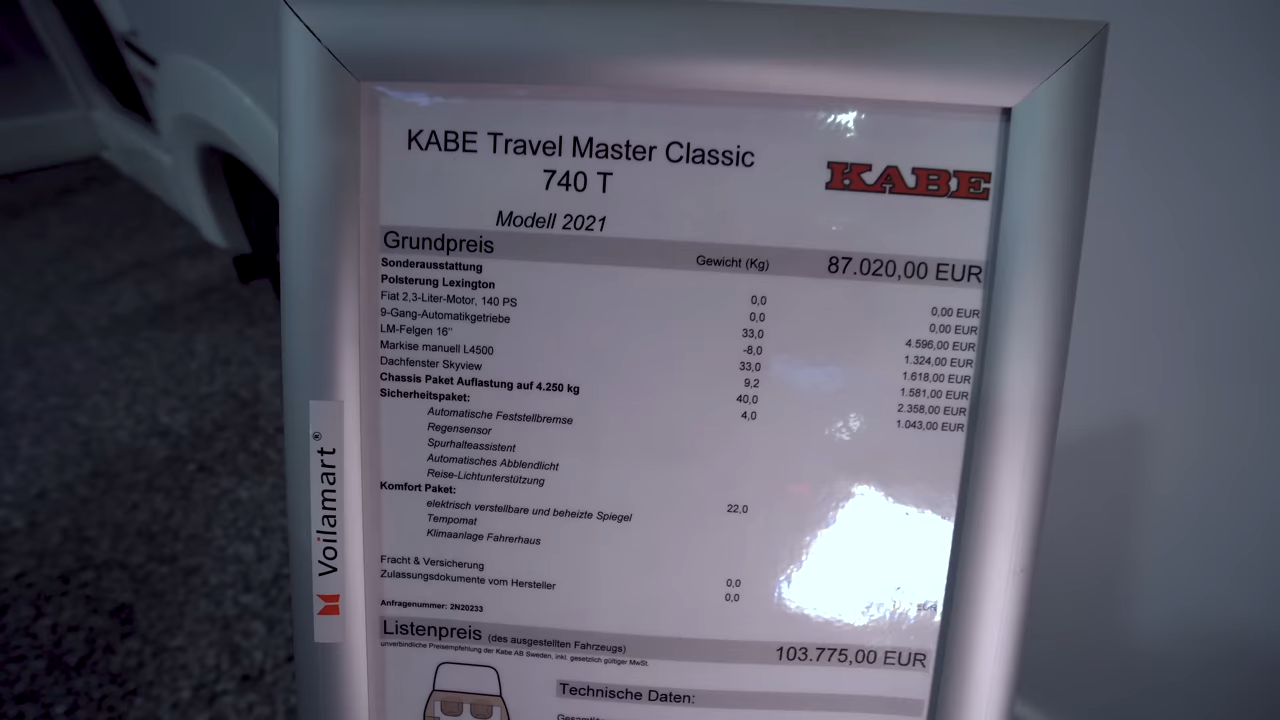 KABE Travel Master Classic
740 T
KABE
Modell 2021
Grundpreis Gewicht (Kg) 87.020,00 EUR
Sonderausstattung
Polsterung Lexington 0,0 0,00 EUR
Fiat 2,3-Liter-Motor, 140 PS 0,0 0,00 EUR
9-Gang-Automatikgetriebe 33,0 4.596,00 EUR
LM-Felgen 16" -8,0 1.324,00 EUR
Markise manuell L4500 33,0 1.618,00 EUR
Dachfenster Skyview 9,2 1.581,00 EUR
Chassis Paket Auflastung auf 4.250 kg 40,0 2.358,00 EUR
Sicherheitspaket: 4,0 1.043,00 EUR
Automatische Feststellbremse
Regensensor
Spurhalteassistent
Automatisches Abblendlicht
Reise-Lichtunterstützung
Komfort Paket: 22,0
elektrisch verstellbare und beheizte Spiegel
Tempomat
Klimaanlage Fahrerhaus
Fracht & Versicherung 0,0
Zulassungsdokumente vom Hersteller 0,0 EUR
Anfragenummer: 2N20233
Listenpreis (des ausgestellten Fahrzeugs) 103.775,00 EUR
unverbindliche Preisempfehlung der Kabe AB Sweden, inkl. gesetzlich gültiger MwSt.
Technische Daten:
Voilamart®